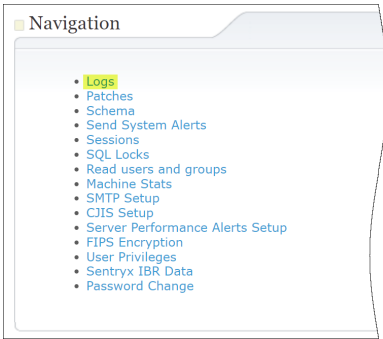 Navigation
Logs
Patches
Schema
Send System Alerts
Sessions
SQL Locks
Read users and groups
Machine Stats
SMTP Setup
CJIS Setup
Server Performance Alerts Setup
FIPS Encryption
User Privileges
Sentryx IBR Data
Password Change